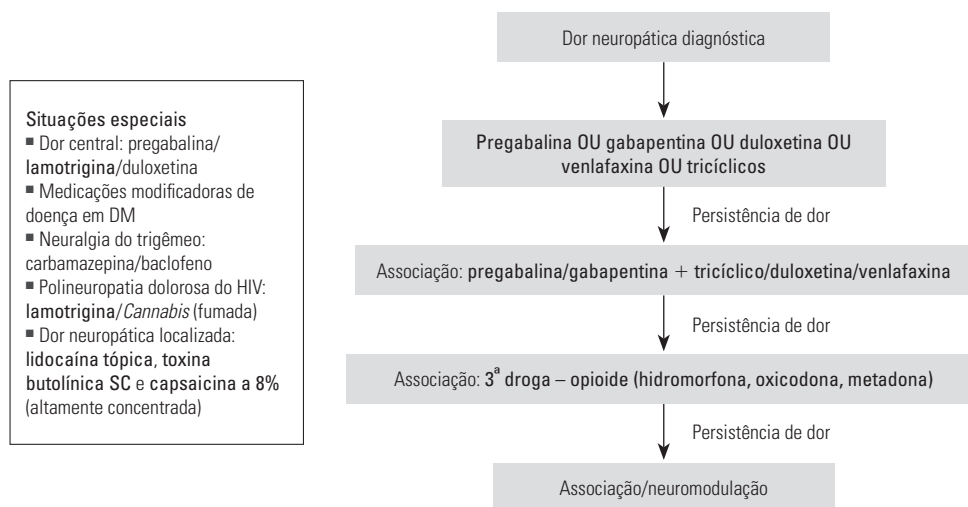 Situações especiais
▪ Dor central: pregabalina/
lamotrigina/duloxetina
▪ Medicações modificadoras de
doença em DM
▪ Neuralgia do trigêmeo:
carbamazepina/baclofeno
▪ Polineuropatia dolorosa do HIV:
lamotrigina/Cannabis (fumada)
▪ Dor neuropática localizada:
lidocaína tópica, toxina
butolínica SC e capsaicina a 8%
(altamente concentrada)
Dor neuropática diagnóstica
Pregabalina OU gabapentina OU duloxetina OU
venlafaxina OU tricíclicos
Persistência de dor
Associação: pregabalina/gabapentina + tricíclico/duloxetina/venlafaxina
Persistência de dor
Associação: 3ª droga – opioide (hidromorfona, oxicodona, metadona)
Persistência de dor
Associação/neuromodulação